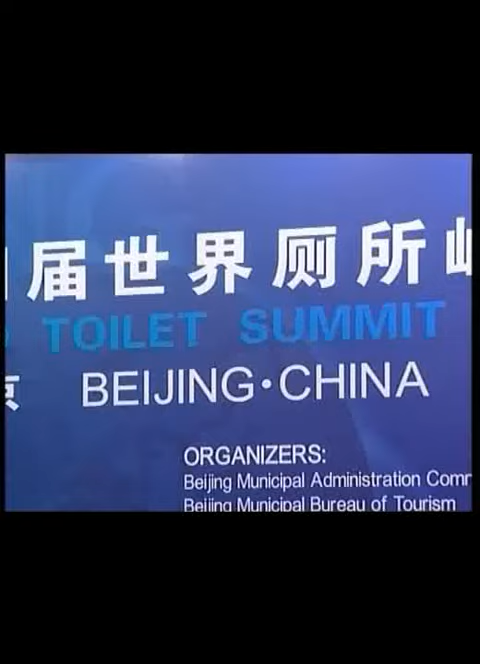 届世界厕所
TOILET SUMMIT
BEIJING·CHINA
ORGANIZERS:
Beijing Municipal Administration
Beijing Municipal Bureau of Tourism